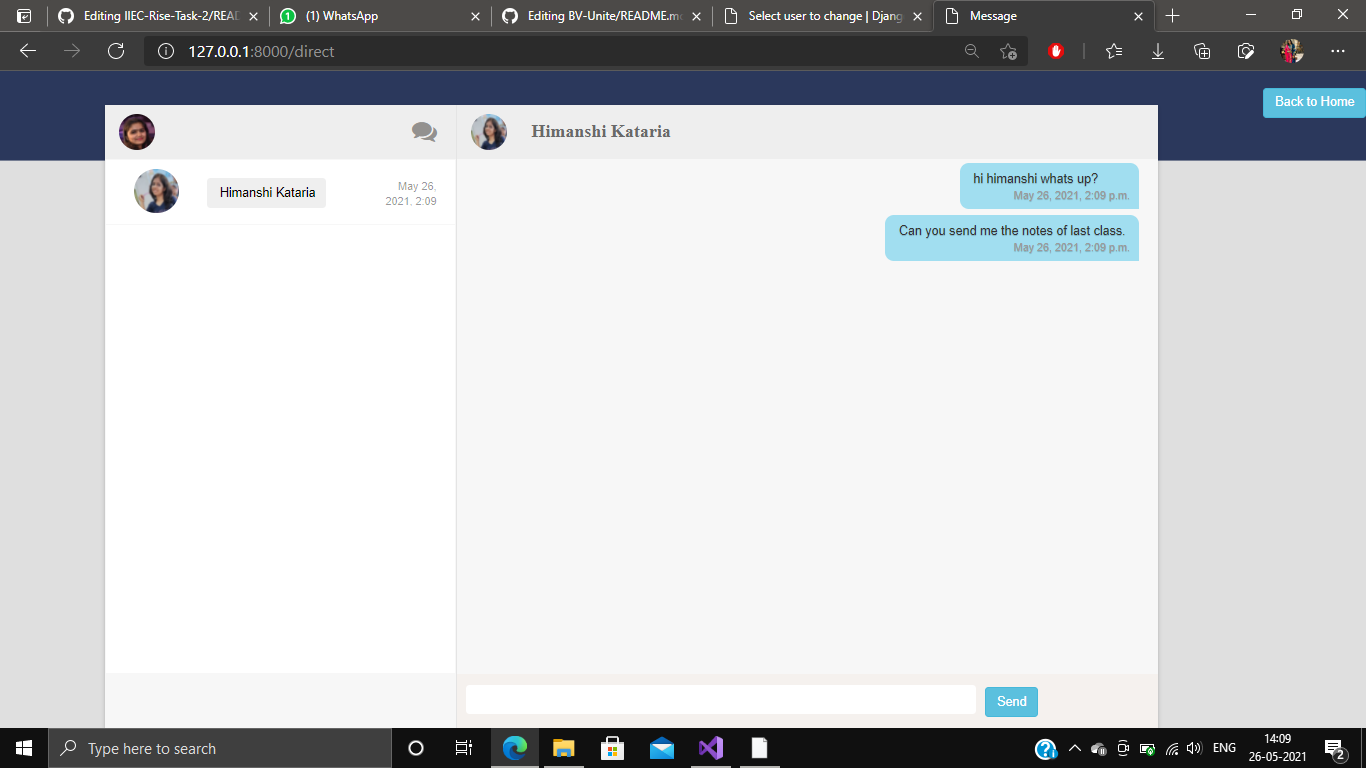 Editing IIEC-Rise-Task-2/READ
(1) WhatsApp
Editing BV-Unite/README.md
Select user to change | Djang
Message
127.0.0.1:8000/direct
Back to Home
Himanshi Kataria
Himanshi Kataria
May 26,
2021, 2:09
hi himanshi whats up?
May 26, 2021, 2:09 p.m.
Can you send me the notes of last class.
May 26, 2021, 2:09 p.m.
Send
Type here to search
ENG
14:09
26-05-2021
2